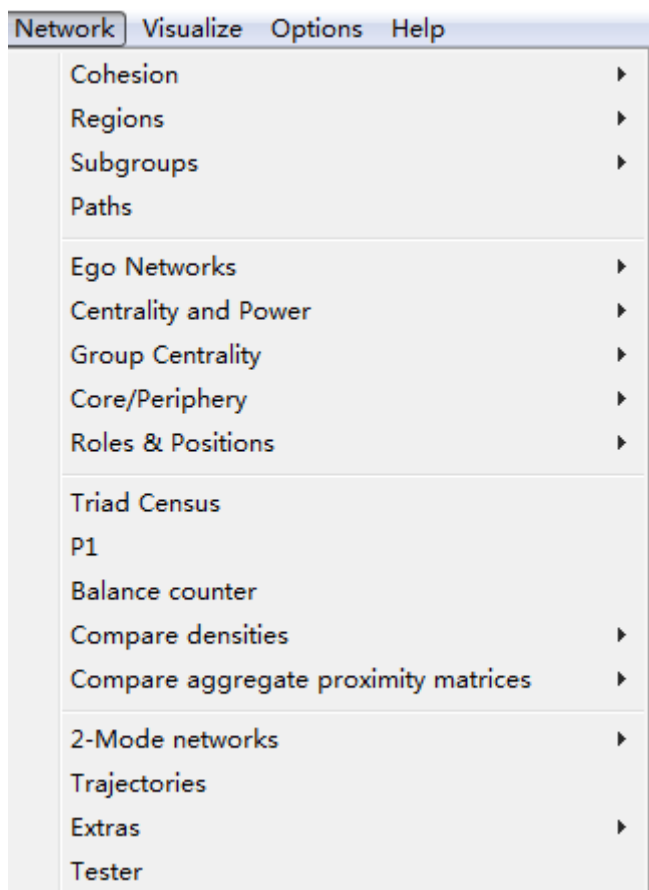 Network Visualize Options Help
Cohesion
Regions
Subgroups
Paths
Ego Networks
Centrality and Power
Group Centrality
Core/Periphery
Roles & Positions
Triad Census
P1
Balance counter
Compare densities
Compare aggregate proximity matrices
2-Mode networks
Trajectories
Extras
Tester